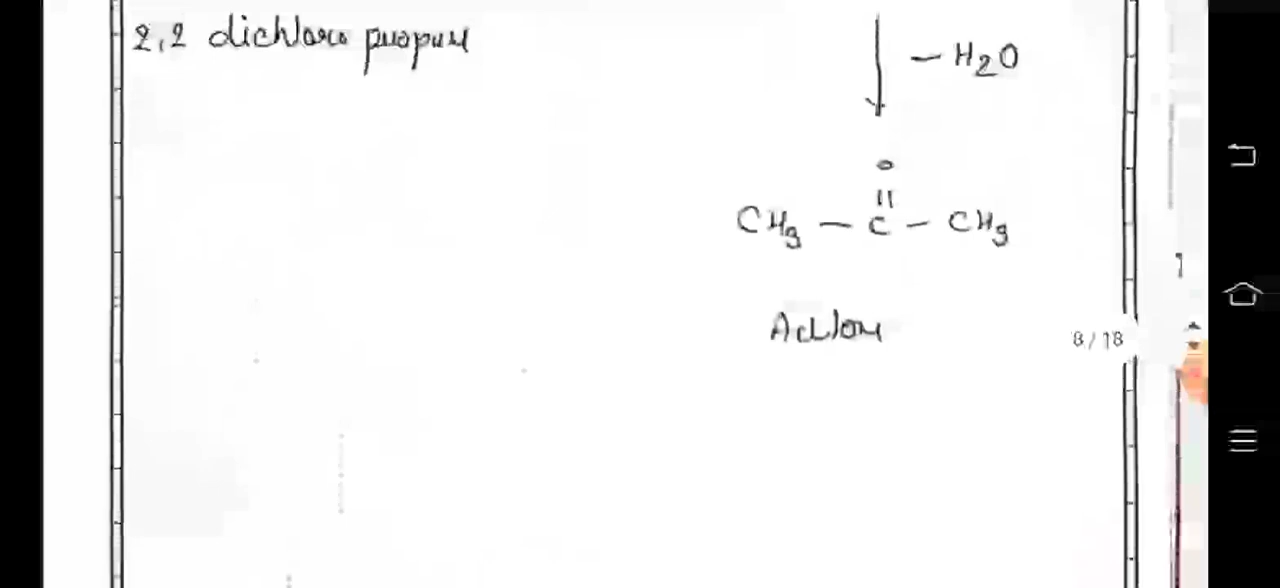 2,2 dichloro propane
— H2O
O
||
CH3 — C — CH3
Acetone
8/18